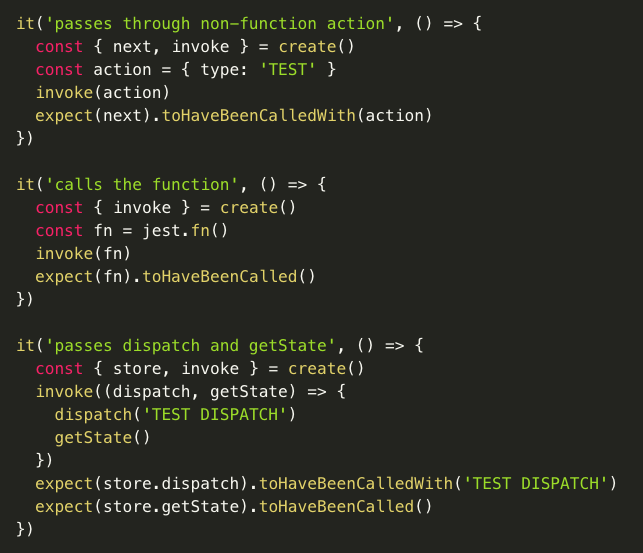 it('passes through non-function action', () => {
  const { next, invoke } = create()
  const action = { type: 'TEST' }
  invoke(action)
  expect(next).toHaveBeenCalledWith(action)
})

it('calls the function', () => {
  const { invoke } = create()
  const fn = jest.fn()
  invoke(fn)
  expect(fn).toHaveBeenCalled()
})

it('passes dispatch and getState', () => {
  const { store, invoke } = create()
  invoke((dispatch, getState) => {
    dispatch('TEST DISPATCH')
    getState()
  })
  expect(store.dispatch).toHaveBeenCalledWith('TEST DISPATCH')
  expect(store.getState).toHaveBeenCalled()
})